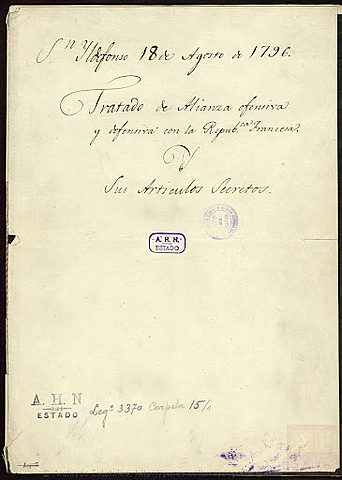 S.n Yldefonso 18 de Agosto de 1796.
Tratado de Alianza ofensiva
y defensiva con la Repub.ca Francesa.
Y
Sus Articulos Secretos.
A. H. N.
ESTADO
A. H. N
ESTADO
Leg.o 3370 Carpeta 15/1